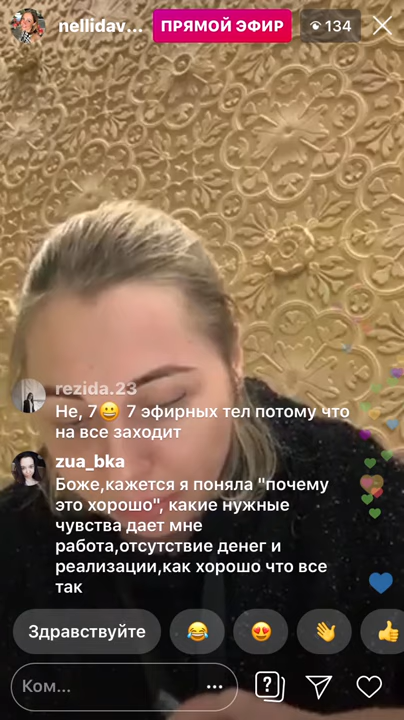 nellidav...
ПРЯМОЙ ЭФИР
134
rezida.23
Не, 7😀 7 эфирных тел потому что
на все заходит
zua_bka
Боже,кажется я поняла "почему
это хорошо", какие нужные
чувства дает мне
работа,отсутствие денег и
реализации,как хорошо что все
так
Здравствуйте
Ком...